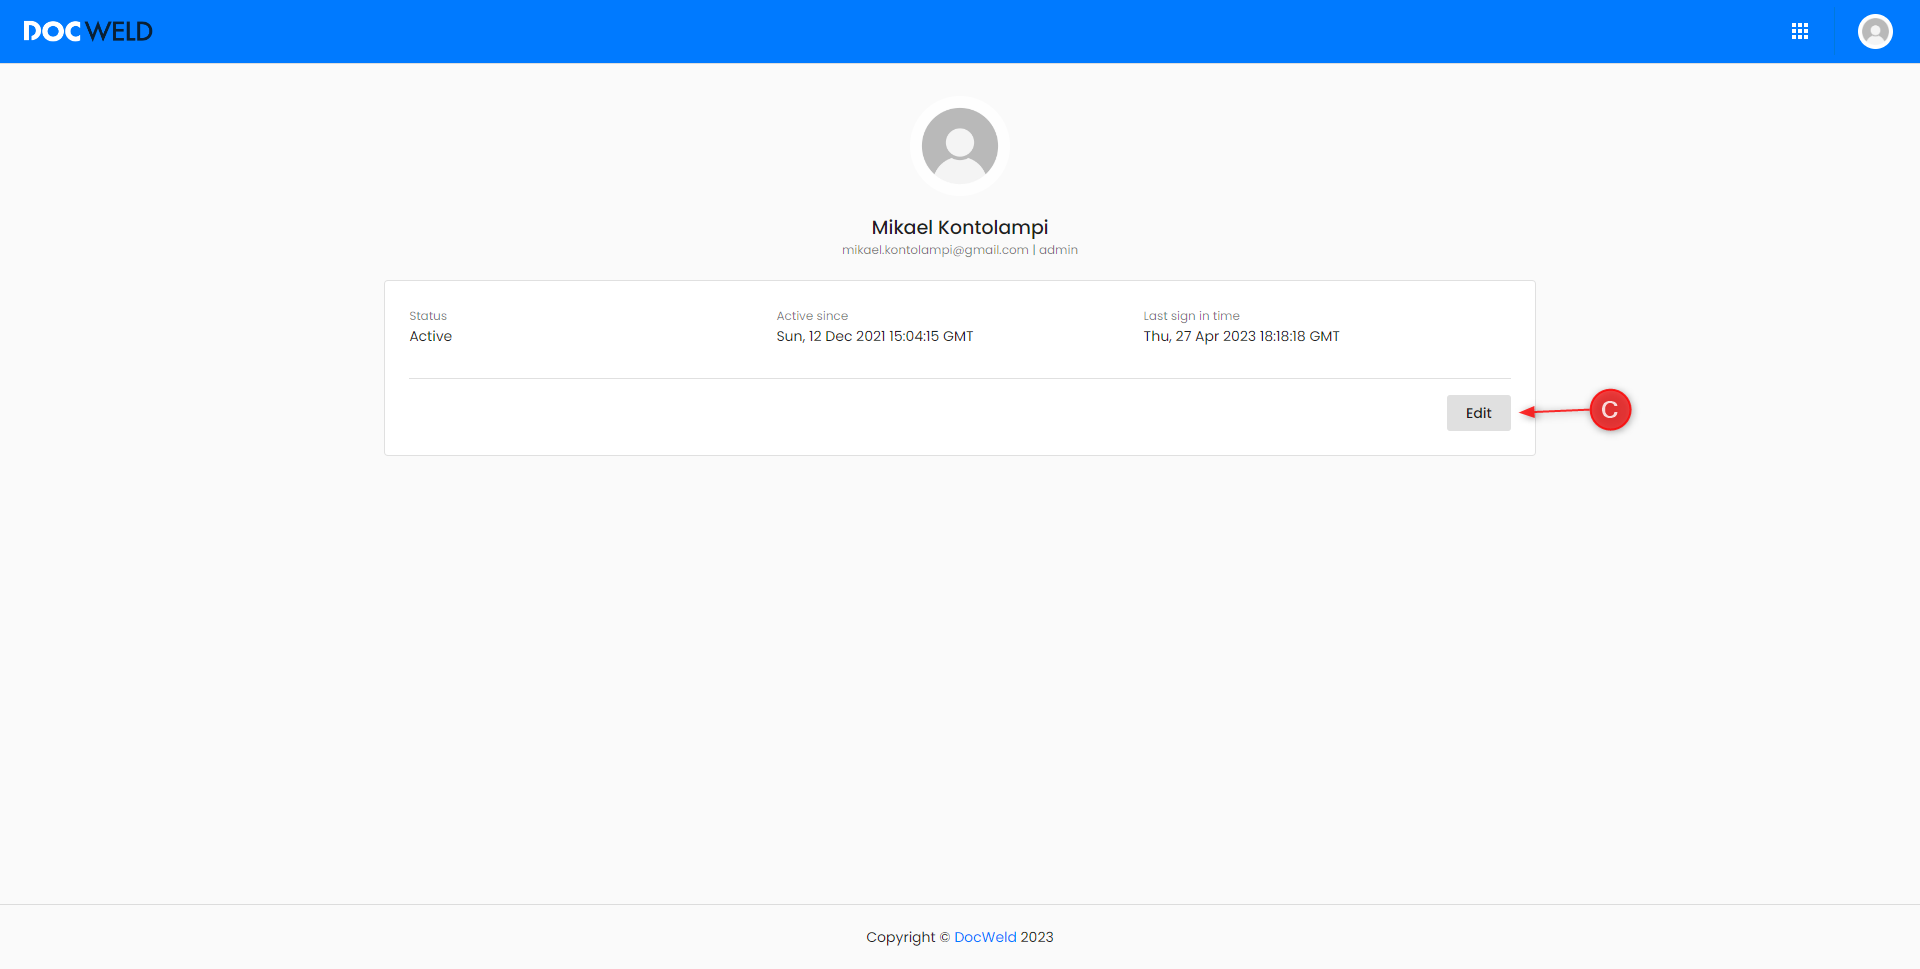 DOCWELD
Mikael Kontolampi
mikael.kontolampi@gmail.com | admin
Status
Active
Active since
Sun, 12 Dec 2021 15:04:15 GMT
Last sign in time
Thu, 27 Apr 2023 18:18:18 GMT
Edit
C
Copyright © DocWeld 2023